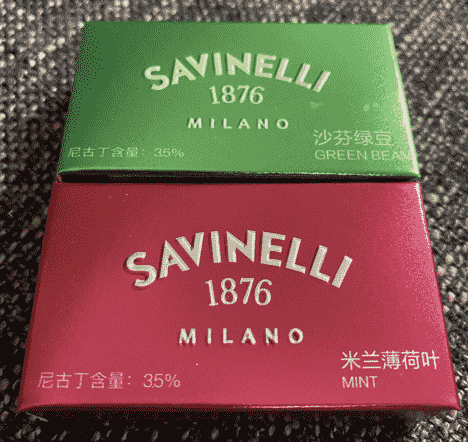 SAVINELLI
1876
MILANO
尼古丁含量：35%
沙芬绿豆
GREEN BEAN
SAVINELLI
1876
MILANO
尼古丁含量：35%
米兰薄荷叶
MINT